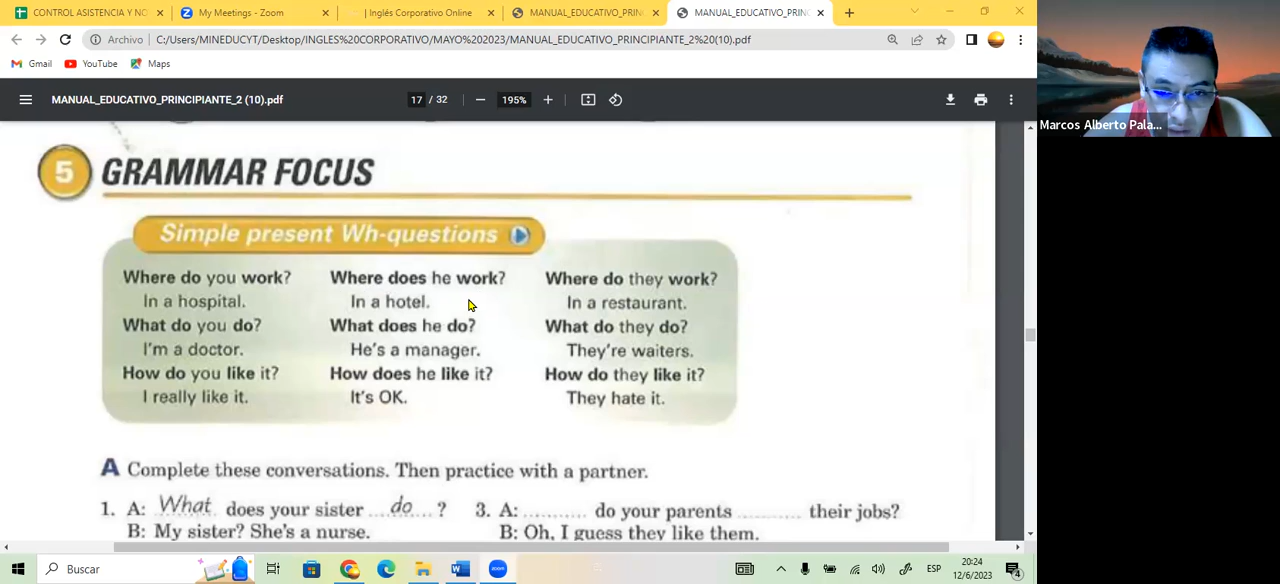 CONTROL ASISTENCIA Y NO
My Meetings - Zoom
| Inglés Corporativo Online
MANUAL_EDUCATIVO_PRIN
MANUAL_EDUCATIVO_PRIN
Archivo | C:/Users/MINEDUCYT/Desktop/INGLES%20CORPORATIVO/MAYO%202023/MANUAL_EDUCATIVO_PRINCIPIANTE_2%20(10).pdf
Gmail YouTube Maps
MANUAL_EDUCATIVO_PRINCIPIANTE_2 (10).pdf
17 / 32
195%
Marcos Alberto Pala...
5 GRAMMAR FOCUS
Simple present Wh-questions
Where do you work?
In a hospital.
What do you do?
I'm a doctor.
How do you like it?
I really like it.
Where does he work?
In a hotel.
What does he do?
He's a manager.
How does he like it?
It's OK.
Where do they work?
In a restaurant.
What do they do?
They're waiters.
How do they like it?
They hate it.
A Complete these conversations. Then practice with a partner.
1. A: What does your sister do ?
B: My sister? She's a nurse.
3. A: .......... do your parents .......... their jobs?
B: Oh, I guess they like them.
Buscar
ESP
20:24
12/6/2023
4